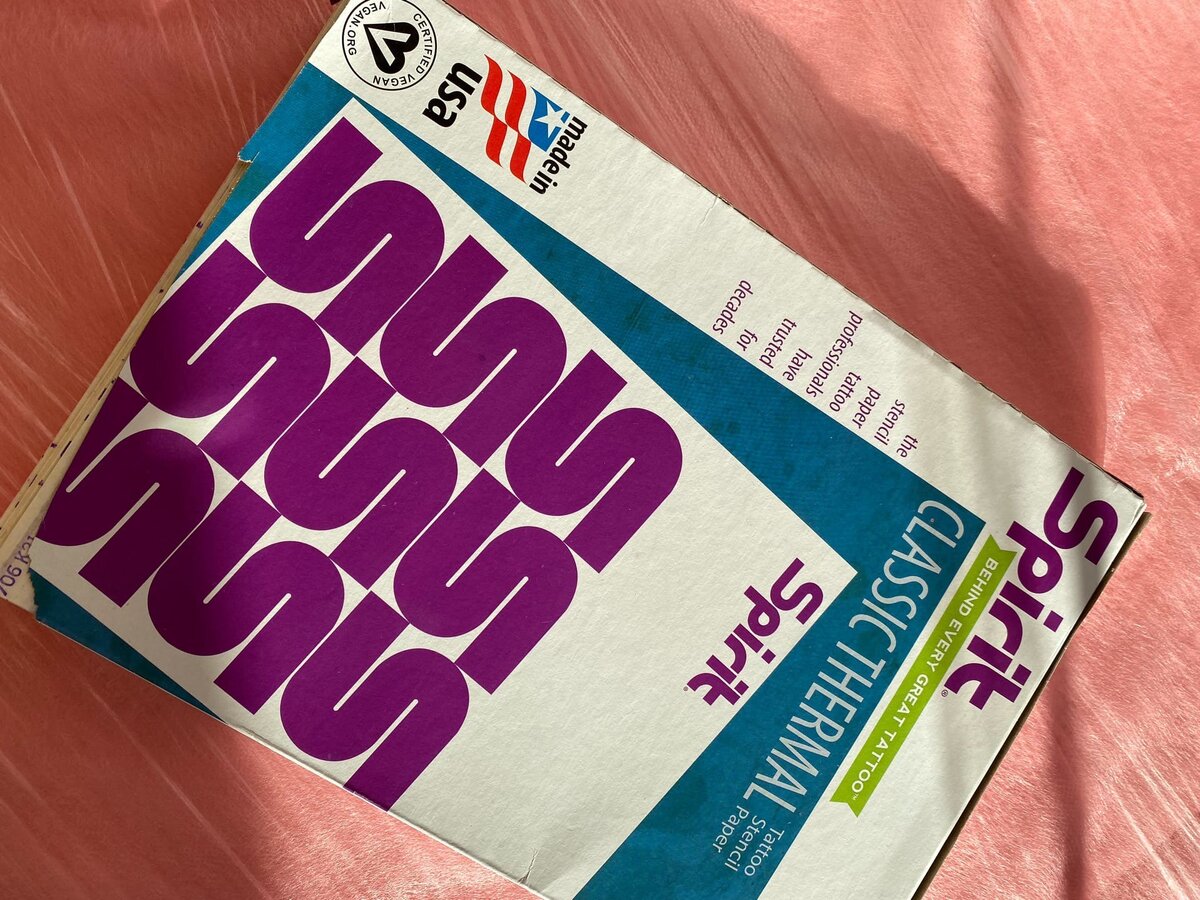 Spirit®
BEHIND EVERY GREAT TATTOO™
CLASSIC THERMAL
Tattoo
Stencil
Paper
the
stencil
paper
tattoo
professionals
have
trusted
for
decades
Spirit®
made in
usa
CERTIFIED VEGAN
VEGAN.ORG